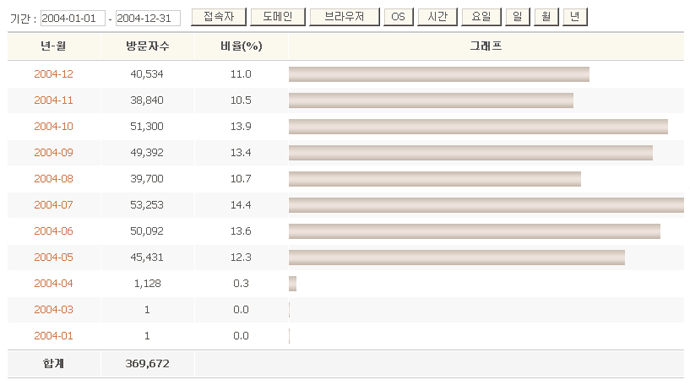 기간 : 2004-01-01 - 2004-12-31 접속자 도메인 브라우저 OS 시간 요일 일 월 년
년-월 방문자수 비율(%) 그래프
2004-12 40,534 11.0
2004-11 38,840 10.5
2004-10 51,300 13.9
2004-09 49,392 13.4
2004-08 39,700 10.7
2004-07 53,253 14.4
2004-06 50,092 13.6
2004-05 45,431 12.3
2004-04 1,128 0.3
2004-03 1 0.0
2004-01 1 0.0
합계 369,672